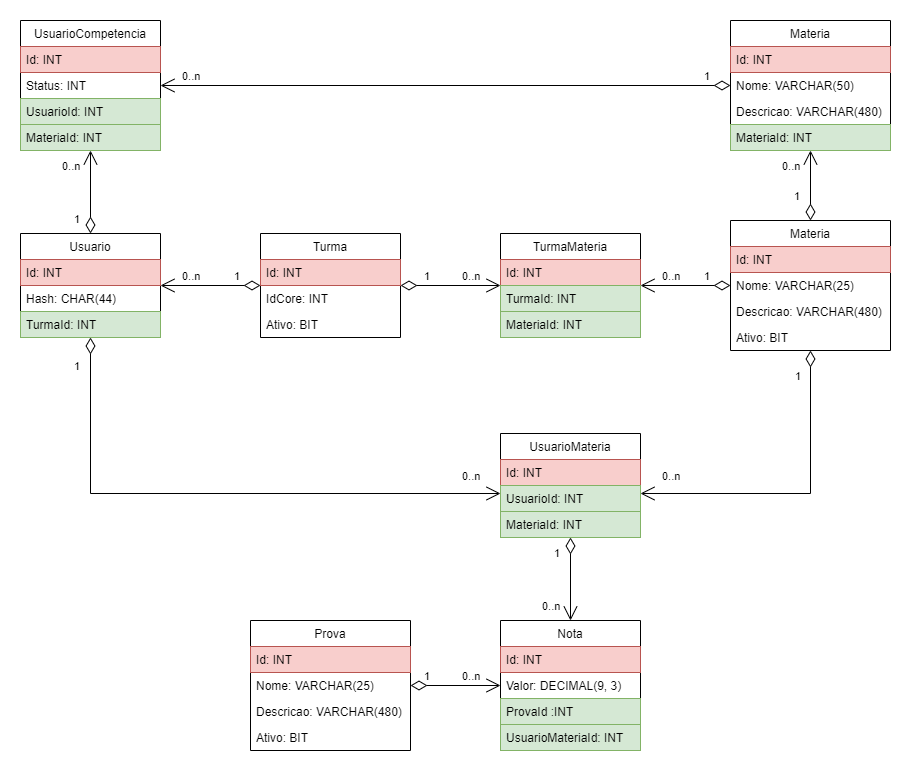 UsuarioCompetencia
Id: INT
Status: INT
UsuarioId: INT
MateriaId: INT
0..n
1
Materia
Id: INT
Nome: VARCHAR(50)
Descricao: VARCHAR(480)
MateriaId: INT
0..n
1
0..n
1
Usuario
Id: INT
Hash: CHAR(44)
TurmaId: INT
0..n
1
Turma
Id: INT
IdCore: INT
Ativo: BIT
1
0..n
TurmaMateria
Id: INT
TurmaId: INT
MateriaId: INT
0..n
1
Materia
Id: INT
Nome: VARCHAR(25)
Descricao: VARCHAR(480)
Ativo: BIT
1
1
0..n
UsuarioMateria
Id: INT
UsuarioId: INT
MateriaId: INT
0..n
1
0..n
Prova
Id: INT
Nome: VARCHAR(25)
Descricao: VARCHAR(480)
Ativo: BIT
1
0..n
Nota
Id: INT
Valor: DECIMAL(9, 3)
ProvaId :INT
UsuarioMateriaId: INT